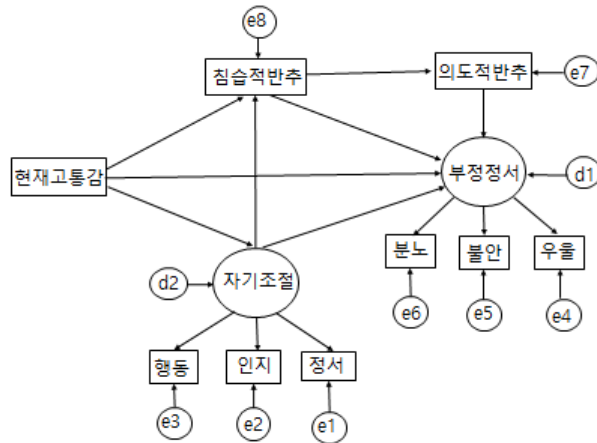 e8
침습적반추
의도적반추
e7
현재고통감
부정정서
d1
분노
불안
우울
d2
자기조절
e6
e5
e4
행동
인지
정서
e3
e2
e1